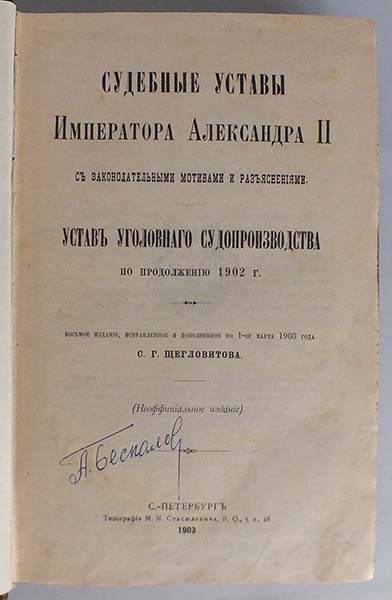 СУДЕБНЫЕ УСТАВЫ
ИМПЕРАТОРА АЛЕКСАНДРА II
СЪ ЗАКОНОДАТЕЛЬНЫМИ МОТИВАМИ И РАЗЪЯСНЕНІЯМИ.
УСТАВЪ УГОЛОВНАГО СУДОПРОИЗВОДСТВА
ПО ПРОДОЛЖЕНІЮ 1902 Г.
ВОСЬМОЕ ИЗДАНІЕ, ИСПРАВЛЕННОЕ И ДОПОЛНЕННОЕ ПО 1-ОЕ МАРТА 1903 ГОДА
С. Г. ЩЕГЛОВИТОВА.
(Неоффиціальное изданіе).
А. Беспалов
С.-ПЕТЕРБУРГЪ
Типографія М. М. Стасюлевича, В. О., 5 л., 28
1903